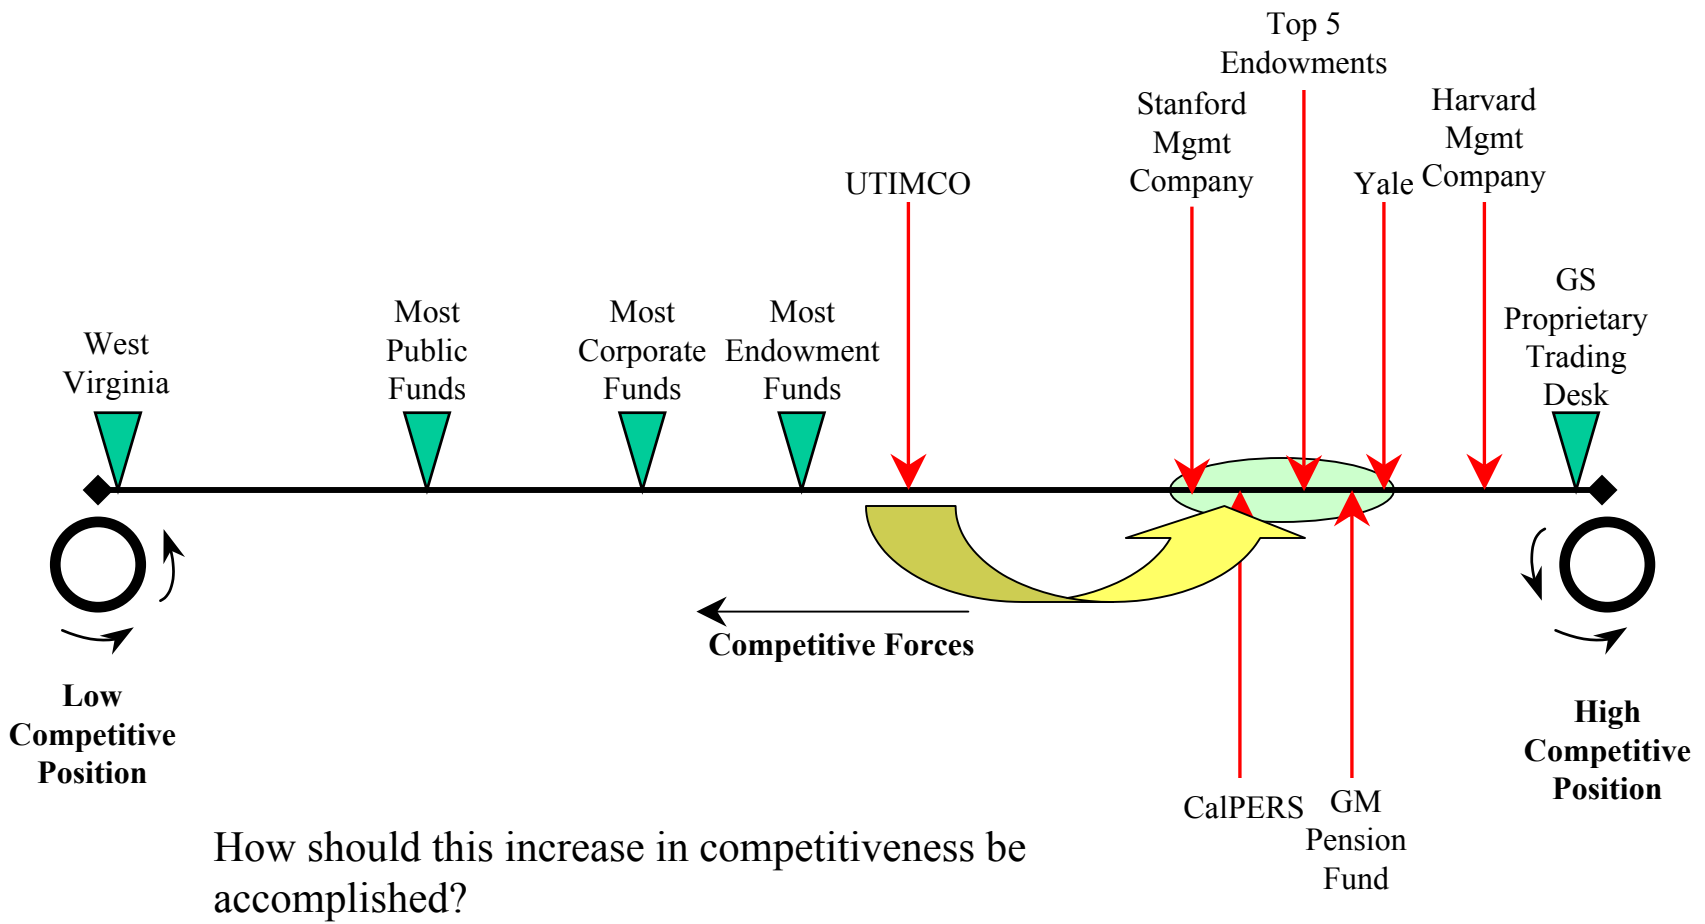 Top 5
Endowments
Stanford
Mgmt
Company
Harvard
Mgmt
Company
UTIMCO
Yale
GS
Proprietary
Trading
Desk
Most
Public
Funds
Most
Corporate
Funds
Most
Endowment
Funds
West
Virginia
Competitive Forces
Low
Competitive
Position
High
Competitive
Position
CalPERS
GM
Pension
Fund
How should this increase in competitiveness be
accomplished?